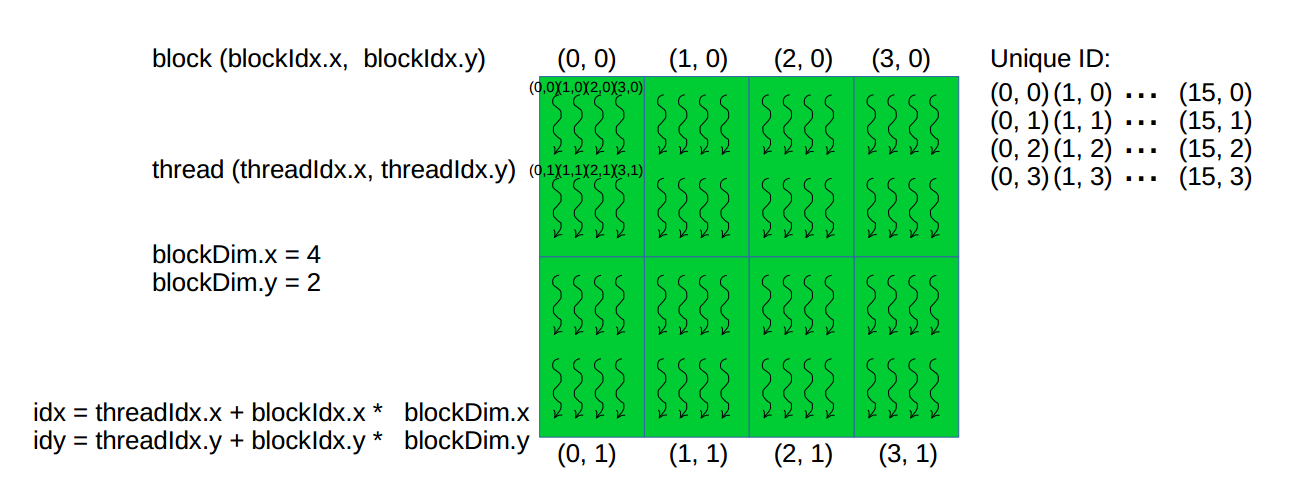 block (blockIdx.x, blockIdx.y) (0, 0) (1, 0) (2, 0) (3, 0) Unique ID:
(0,0)(1,0)(2,0)(3,0) (0, 0) (1, 0) ... (15, 0)
(0, 1) (1, 1) ... (15, 1)
(0, 2) (1, 2) ... (15, 2)
thread (threadIdx.x, threadIdx.y) (0,1)(1,1)(2,1)(3,1) (0, 3) (1, 3) ... (15, 3)
blockDim.x = 4
blockDim.y = 2
idx = threadIdx.x + blockIdx.x * blockDim.x
idy = threadIdx.y + blockIdx.y * blockDim.y
(0, 1) (1, 1) (2, 1) (3, 1)